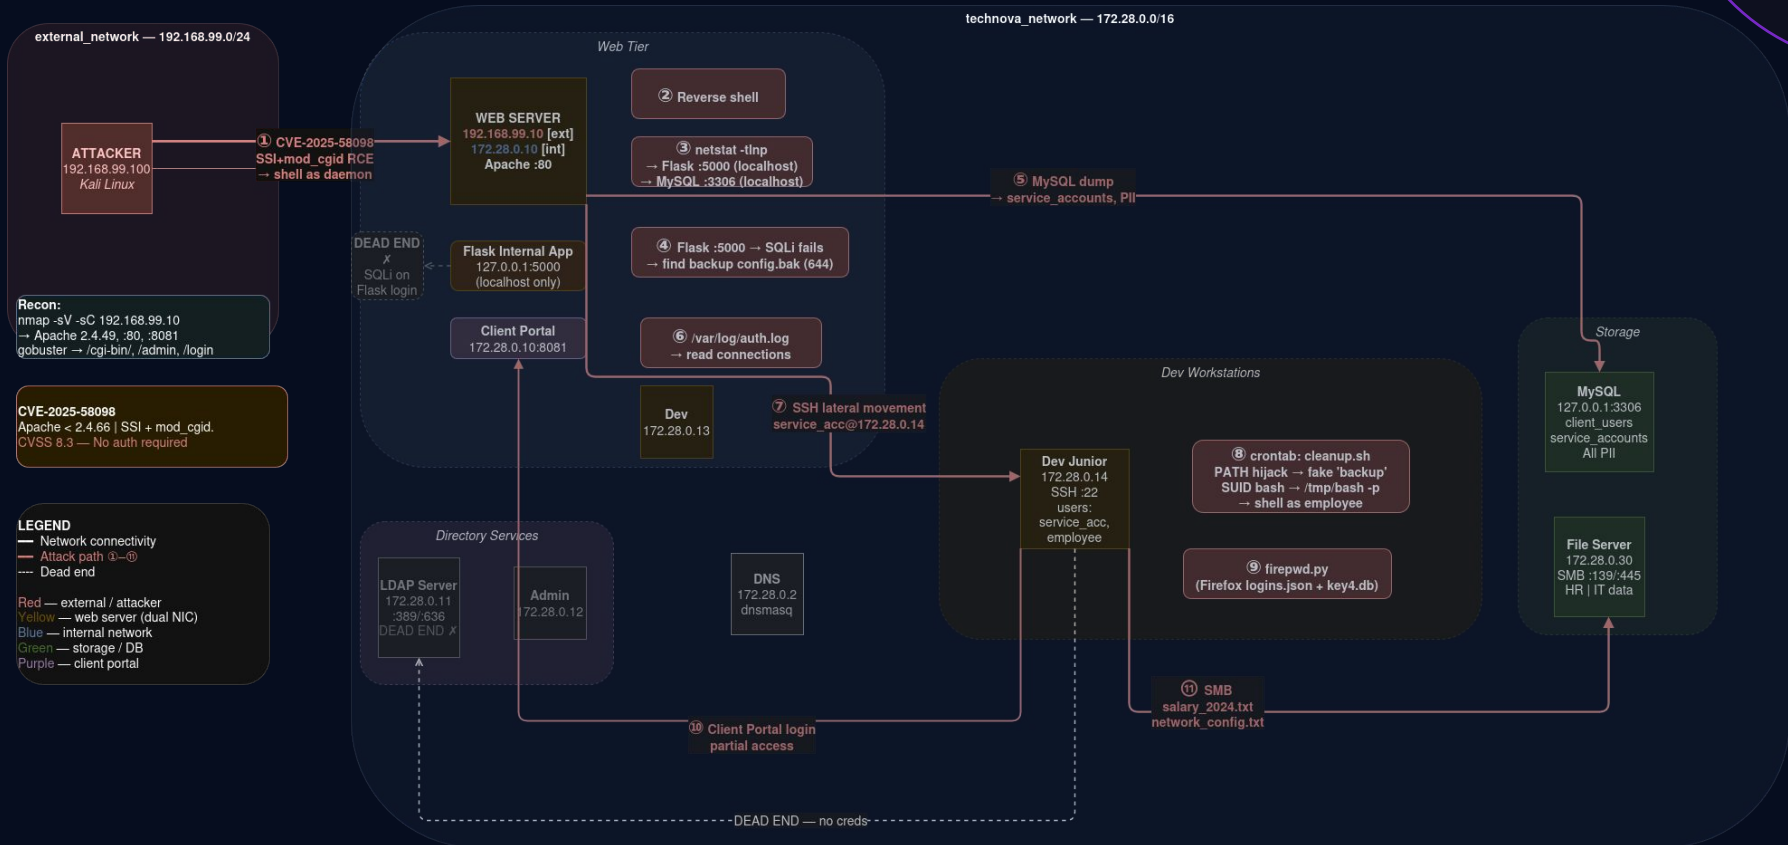 external_network — 192.168.99.0/24
technova_network — 172.28.0.0/16
Web Tier
ATTACKER
192.168.99.100
Kali Linux
① CVE-2025-58098
SSI+mod_cgid RCE
→ shell as daemon
WEB SERVER
192.168.99.10 [ext]
172.28.0.10 [int]
Apache :80
② Reverse shell
③ netstat -tlnp
→ Flask :5000 (localhost)
→ MySQL :3306 (localhost)
⑤ MySQL dump
→ service_accounts, PII
DEAD END
✗
SQLi on
Flask login
Flask Internal App
127.0.0.1:5000
(localhost only)
④ Flask :5000 → SQLi fails
→ find backup config.bak (644)
Client Portal
172.28.0.10:8081
⑥ /var/log/auth.log
→ read connections
Recon:
nmap -sV -sC 192.168.99.10
→ Apache 2.4.49, :80, :8081
gobuster → /cgi-bin/, /admin, /login
CVE-2025-58098
Apache < 2.4.66 | SSI + mod_cgid.
CVSS 8.3 — No auth required
Dev
172.28.0.13
⑦ SSH lateral movement
service_acc@172.28.0.14
Dev Workstations
Dev Junior
172.28.0.14
SSH :22
users:
service_acc,
employee
⑧ crontab: cleanup.sh
PATH hijack → fake 'backup'
SUID bash → /tmp/bash -p
→ shell as employee
⑨ firepwd.py
(Firefox logins.json + key4.db)
Storage
MySQL
127.0.0.1:3306
client_users
service_accounts
All PII
File Server
172.28.0.30
SMB :139/:445
HR | IT data
LEGEND
Network connectivity
Attack path ①–⑪
Dead end
Red — external / attacker
Yellow — web server (dual NIC)
Blue — internal network
Green — storage / DB
Purple — client portal
Directory Services
LDAP Server
172.28.0.11
:389/:636
DEAD END ✗
Admin
172.28.0.12
DNS
172.28.0.2
dnsmasq
⑩ Client Portal login
partial access
⑪ SMB
salary_2024.txt
network_config.txt
DEAD END — no creds